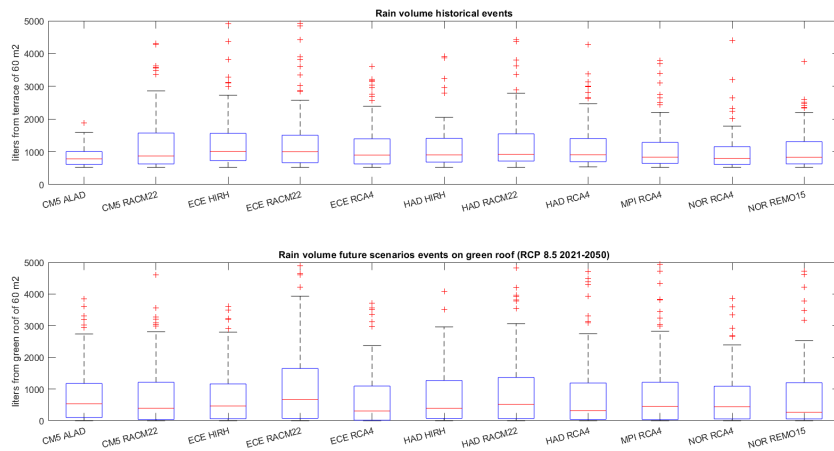 Rain volume historical events
5000
4000
3000
2000
1000
0
liters from terrace of 60 m2
CM5 ALAD
CM5 RACM22
ECE HIRH
ECE RACM22
ECE RCA4
HAD HIRH
HAD RACM22
HAD RCA4
MPI RCA4
NOR RCA4
NOR REMO15
Rain volume future scenarios events on green roof (RCP 8.5 2021-2050)
5000
4000
3000
2000
1000
0
liters from green roof of 60 m2
CM5 ALAD
CM5 RACM22
ECE HIRH
ECE RACM22
ECE RCA4
HAD HIRH
HAD RACM22
HAD RCA4
MPI RCA4
NOR RCA4
NOR REMO15